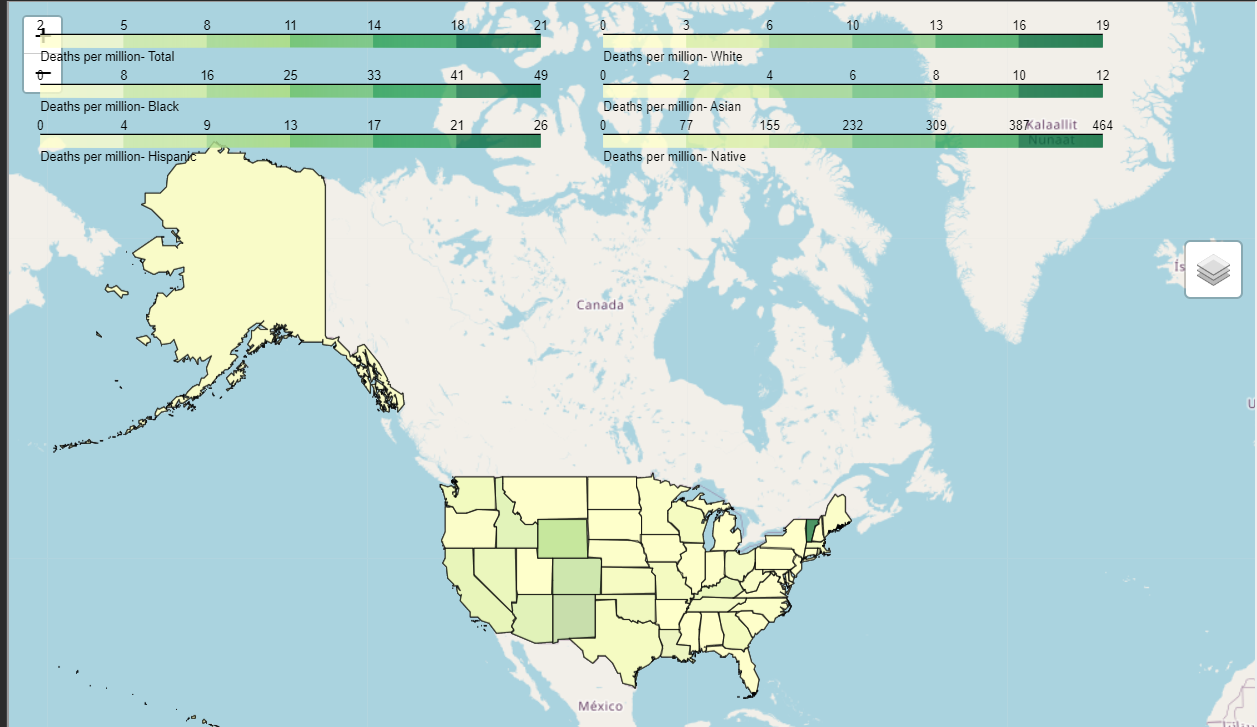 2 5 8 11 14 18 21
Deaths per million- Total
0 3 6 10 13 16 19
Deaths per million- White
0 8 16 25 33 41 49
Deaths per million- Black
0 2 4 6 8 10 12
Deaths per million- Asian
0 4 9 13 17 21 26
Deaths per million- Hispanic
0 77 155 232 309 387 464
Deaths per million- Native
Kalaallit
Nunaat
Ís
Canada
U
México